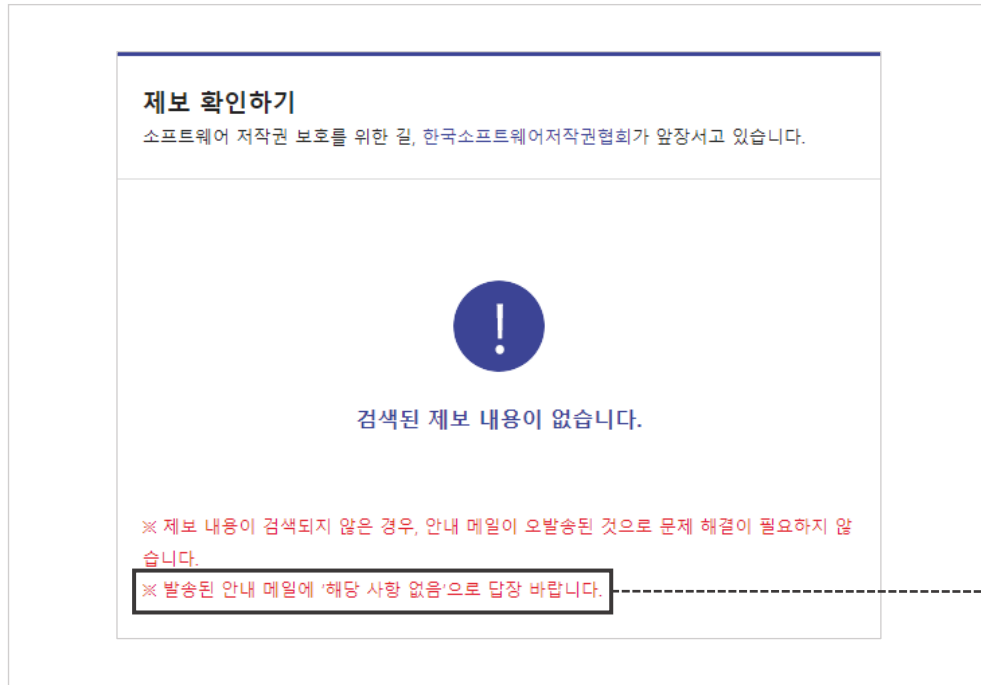 제보 확인하기
소프트웨어 저작권 보호를 위한 길, 한국소프트웨어저작권협회가 앞장서고 있습니다.
검색된 제보 내용이 없습니다.
※ 제보 내용이 검색되지 않은 경우, 안내 메일이 오발송된 것으로 문제 해결이 필요하지 않
습니다.
※ 발송된 안내 메일에 '해당 사항 없음'으로 답장 바랍니다.